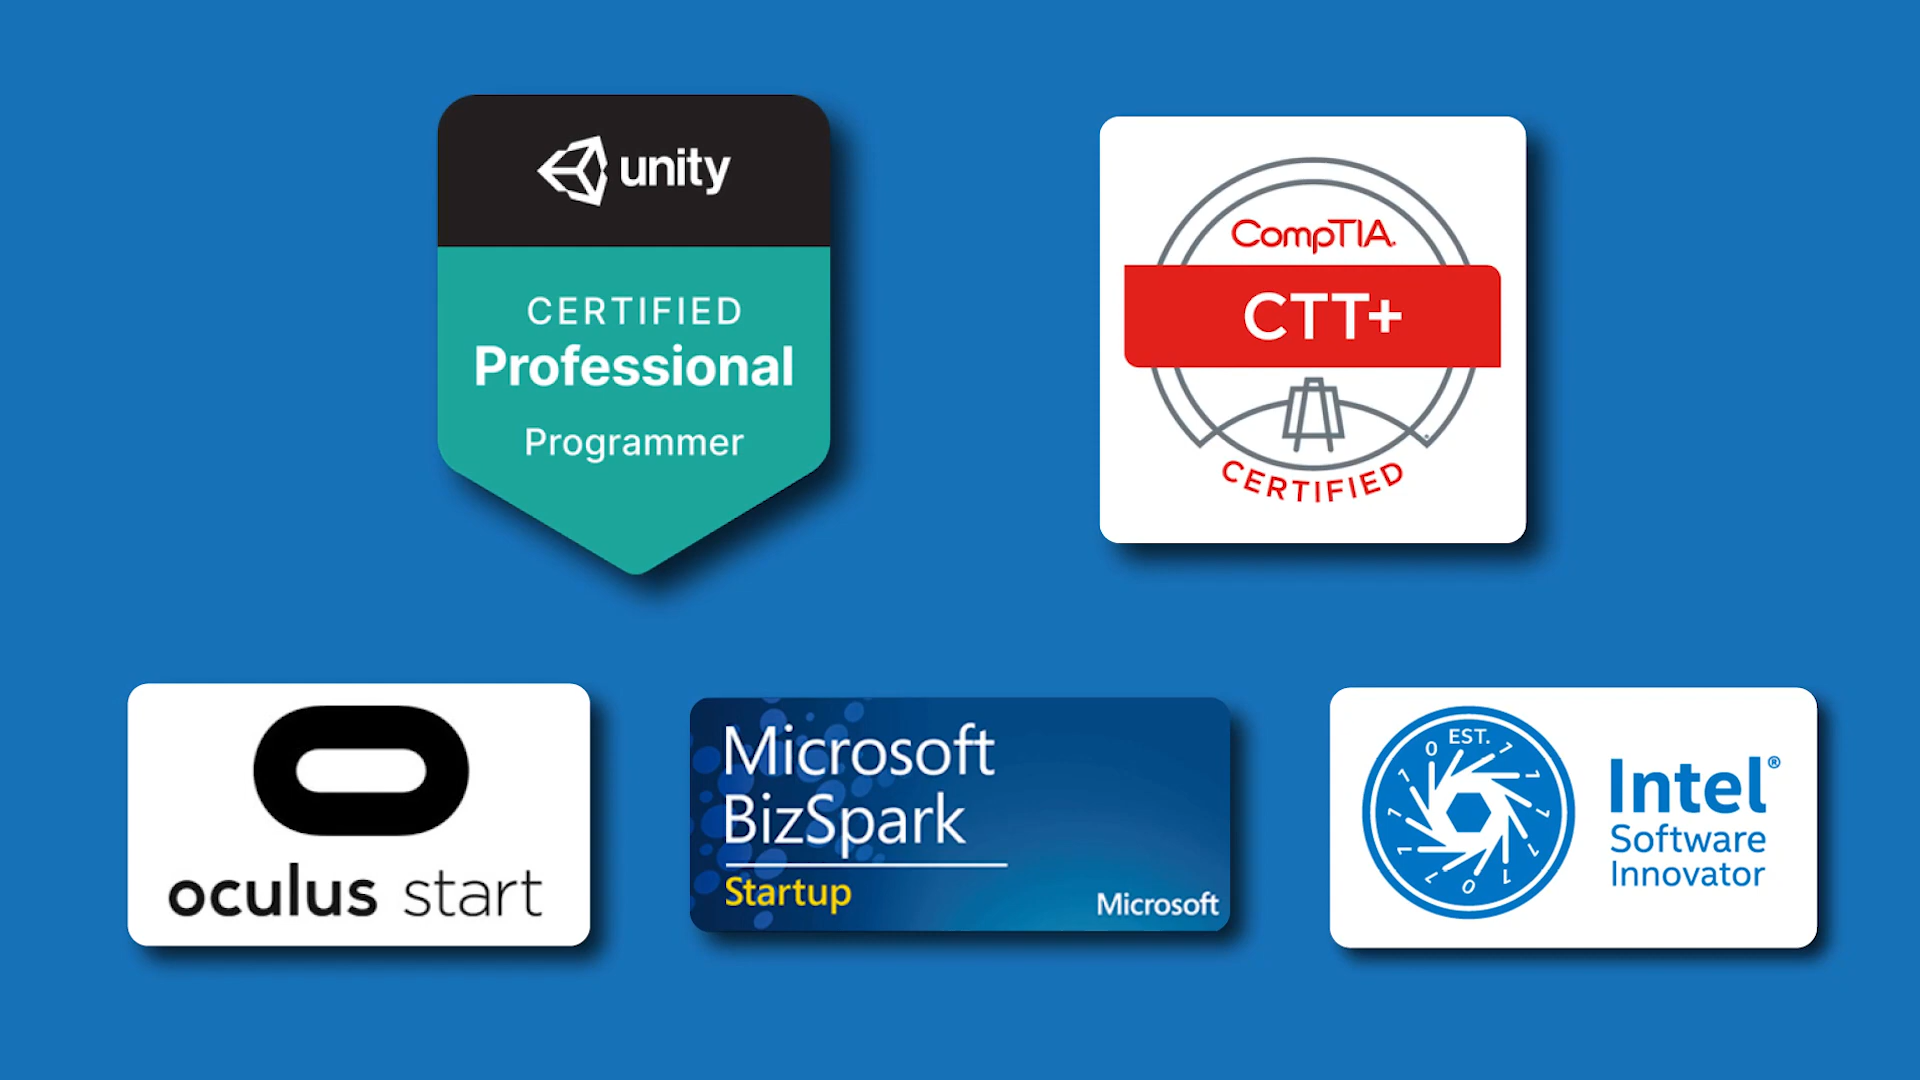 unity
CERTIFIED
Professional
Programmer
CompTIA.
CTT+
CERTIFIED
oculus start
Microsoft
BizSpark
Startup
Microsoft
EST.
Intel®
Software
Innovator